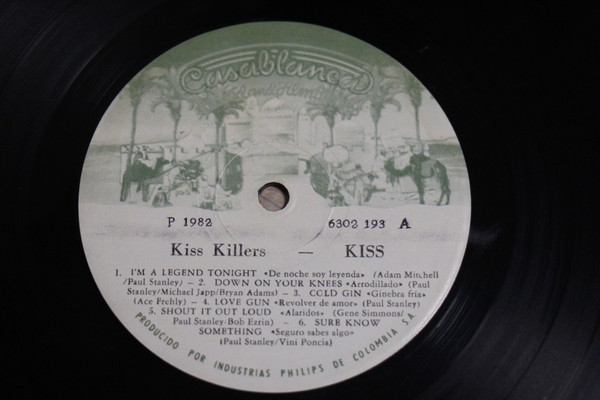 Casablanca
P 1982
6302 193 A
Kiss Killers — KISS
1. I'M A LEGEND TONIGHT «De noche soy leyenda» (Adam Mitchell
/Paul Stanley) — 2. DOWN ON YOUR KNEES «Arrodillado» (Paul
Stanley/Michael Japp/Bryan Adams) — 3. COLD GIN «Ginebra fría»
(Ace Frehly) — 4. LOVE GUN «Revolver de amor» (Paul Stanley)
5. SHOUT IT OUT LOUD «Alaridos» (Gene Simmons/
Paul Stanley/Bob Ezrin) — 6. SURE KNOW
SOMETHING «Seguro sabes algo»
(Paul Stanley/Vini Poncia)
PRODUCIDO POR INDUSTRIAS PHILIPS DE COLOMBIA S.A.